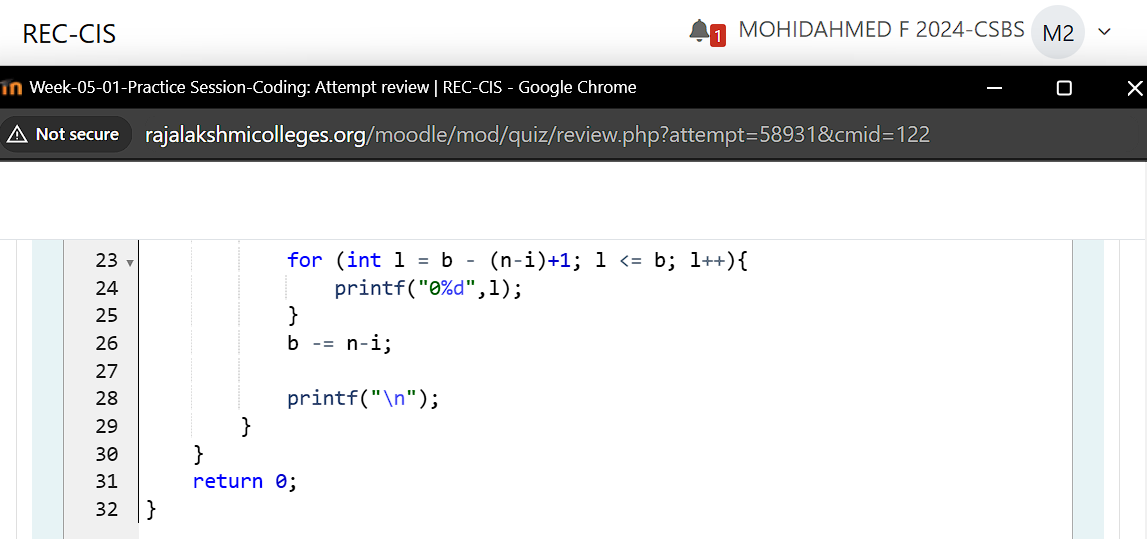 REC-CIS
1 MOHIDAHMED F 2024-CSBS M2
in Week-05-01-Practice Session-Coding: Attempt review | REC-CIS - Google Chrome
Not secure rajalakshmicolleges.org/moodle/mod/quiz/review.php?attempt=58931&cmid=122
23 for (int l = b - (n-i)+1; l <= b; l++){
24 printf("0%d",l);
25 }
26 b -= n-i;
27
28 printf("\n");
29 }
30 }
31 return 0;
32 }